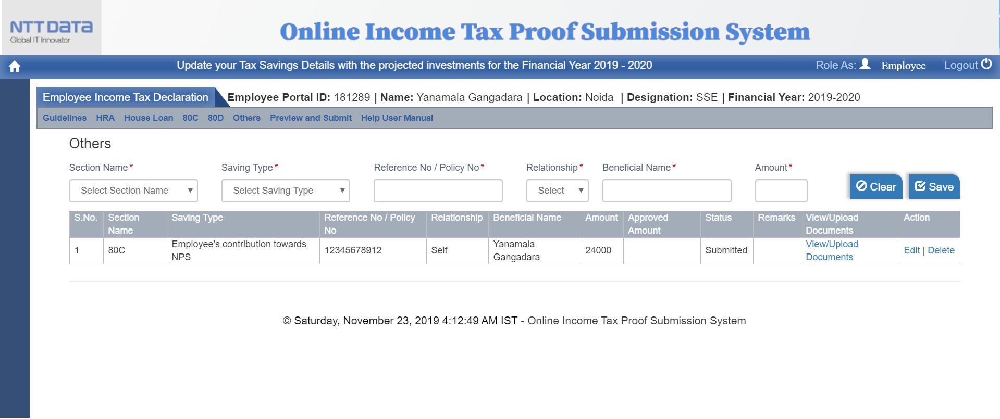 NTT DATA
Global IT Innovator
Online Income Tax Proof Submission System
Update your Tax Savings Details with the projected investments for the Financial Year 2019 - 2020
Role As: Employee Logout
Employee Income Tax Declaration Employee Portal ID: 181289 | Name: Yanamala Gangadara | Location: Noida | Designation: SSE | Financial Year: 2019-2020
Guidelines HRA House Loan 80C 80D Others Preview and Submit Help User Manual
Others
Section Name* Saving Type* Reference No / Policy No* Relationship* Beneficial Name* Amount*
Select Section Name Select Saving Type Select Clear Save
S.No. Section Name Saving Type Reference No / Policy No Relationship Beneficial Name Amount Approved Amount Status Remarks View/Upload Documents Action
1 80C Employee's contribution towards NPS 12345678912 Self Yanamala Gangadara 24000 Submitted View/Upload Documents Edit | Delete
© Saturday, November 23, 2019 4:12:49 AM IST - Online Income Tax Proof Submission System